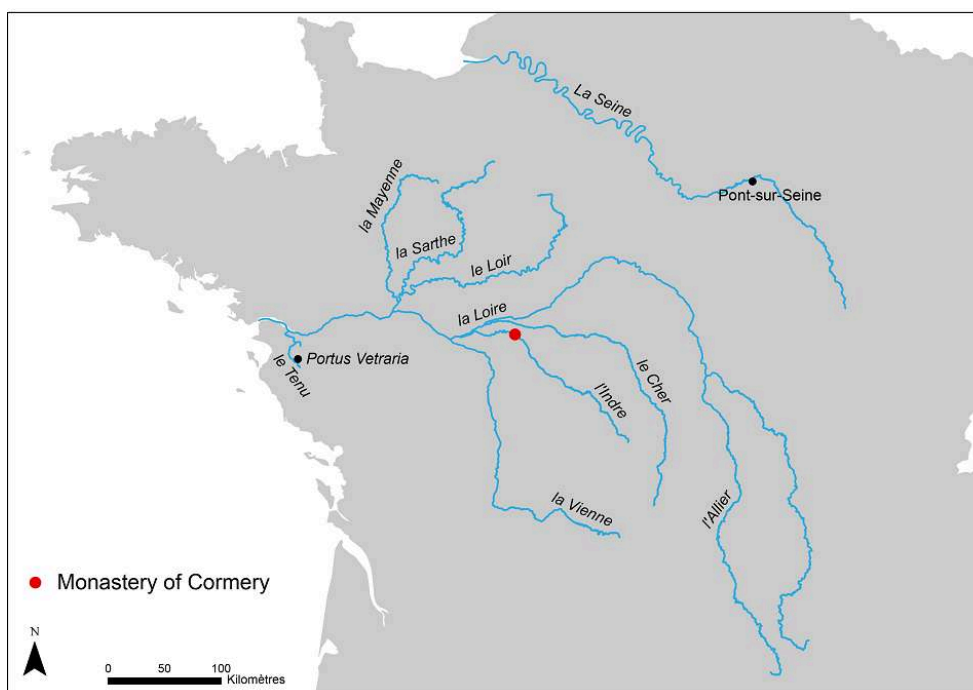 La Seine
Pont-sur-Seine
la Mayenne
la Sarthe
le Loir
la Loire
Portus Vetraria
le Tenu
le Cher
l'Indre
la Vienne
l'Allier
Monastery of Cormery
N
0 50 100
Kilomètres